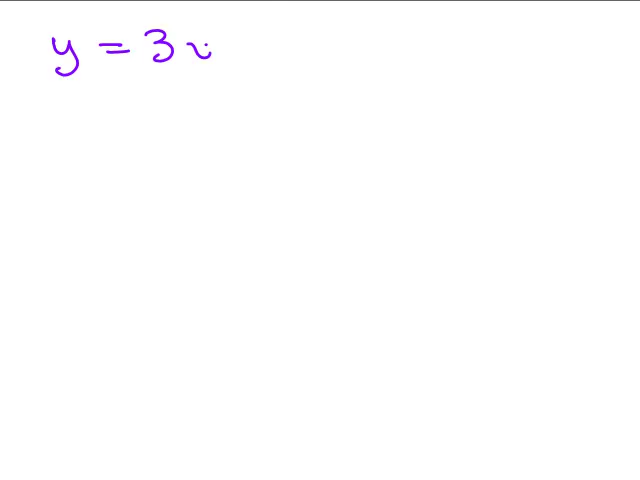 y = 3